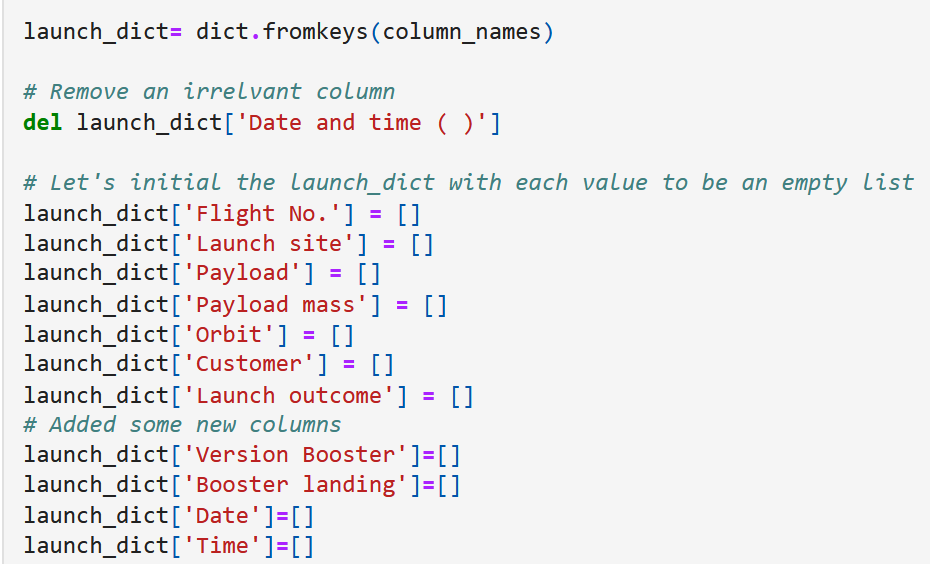 launch_dict= dict.fromkeys(column_names)
# Remove an irrelvant column
del launch_dict['Date and time ( )']
# Let's initial the launch_dict with each value to be an empty list
launch_dict['Flight No.'] = []
launch_dict['Launch site'] = []
launch_dict['Payload'] = []
launch_dict['Payload mass'] = []
launch_dict['Orbit'] = []
launch_dict['Customer'] = []
launch_dict['Launch outcome'] = []
# Added some new columns
launch_dict['Version Booster']=[]
launch_dict['Booster landing']=[]
launch_dict['Date']=[]
launch_dict['Time']=[]